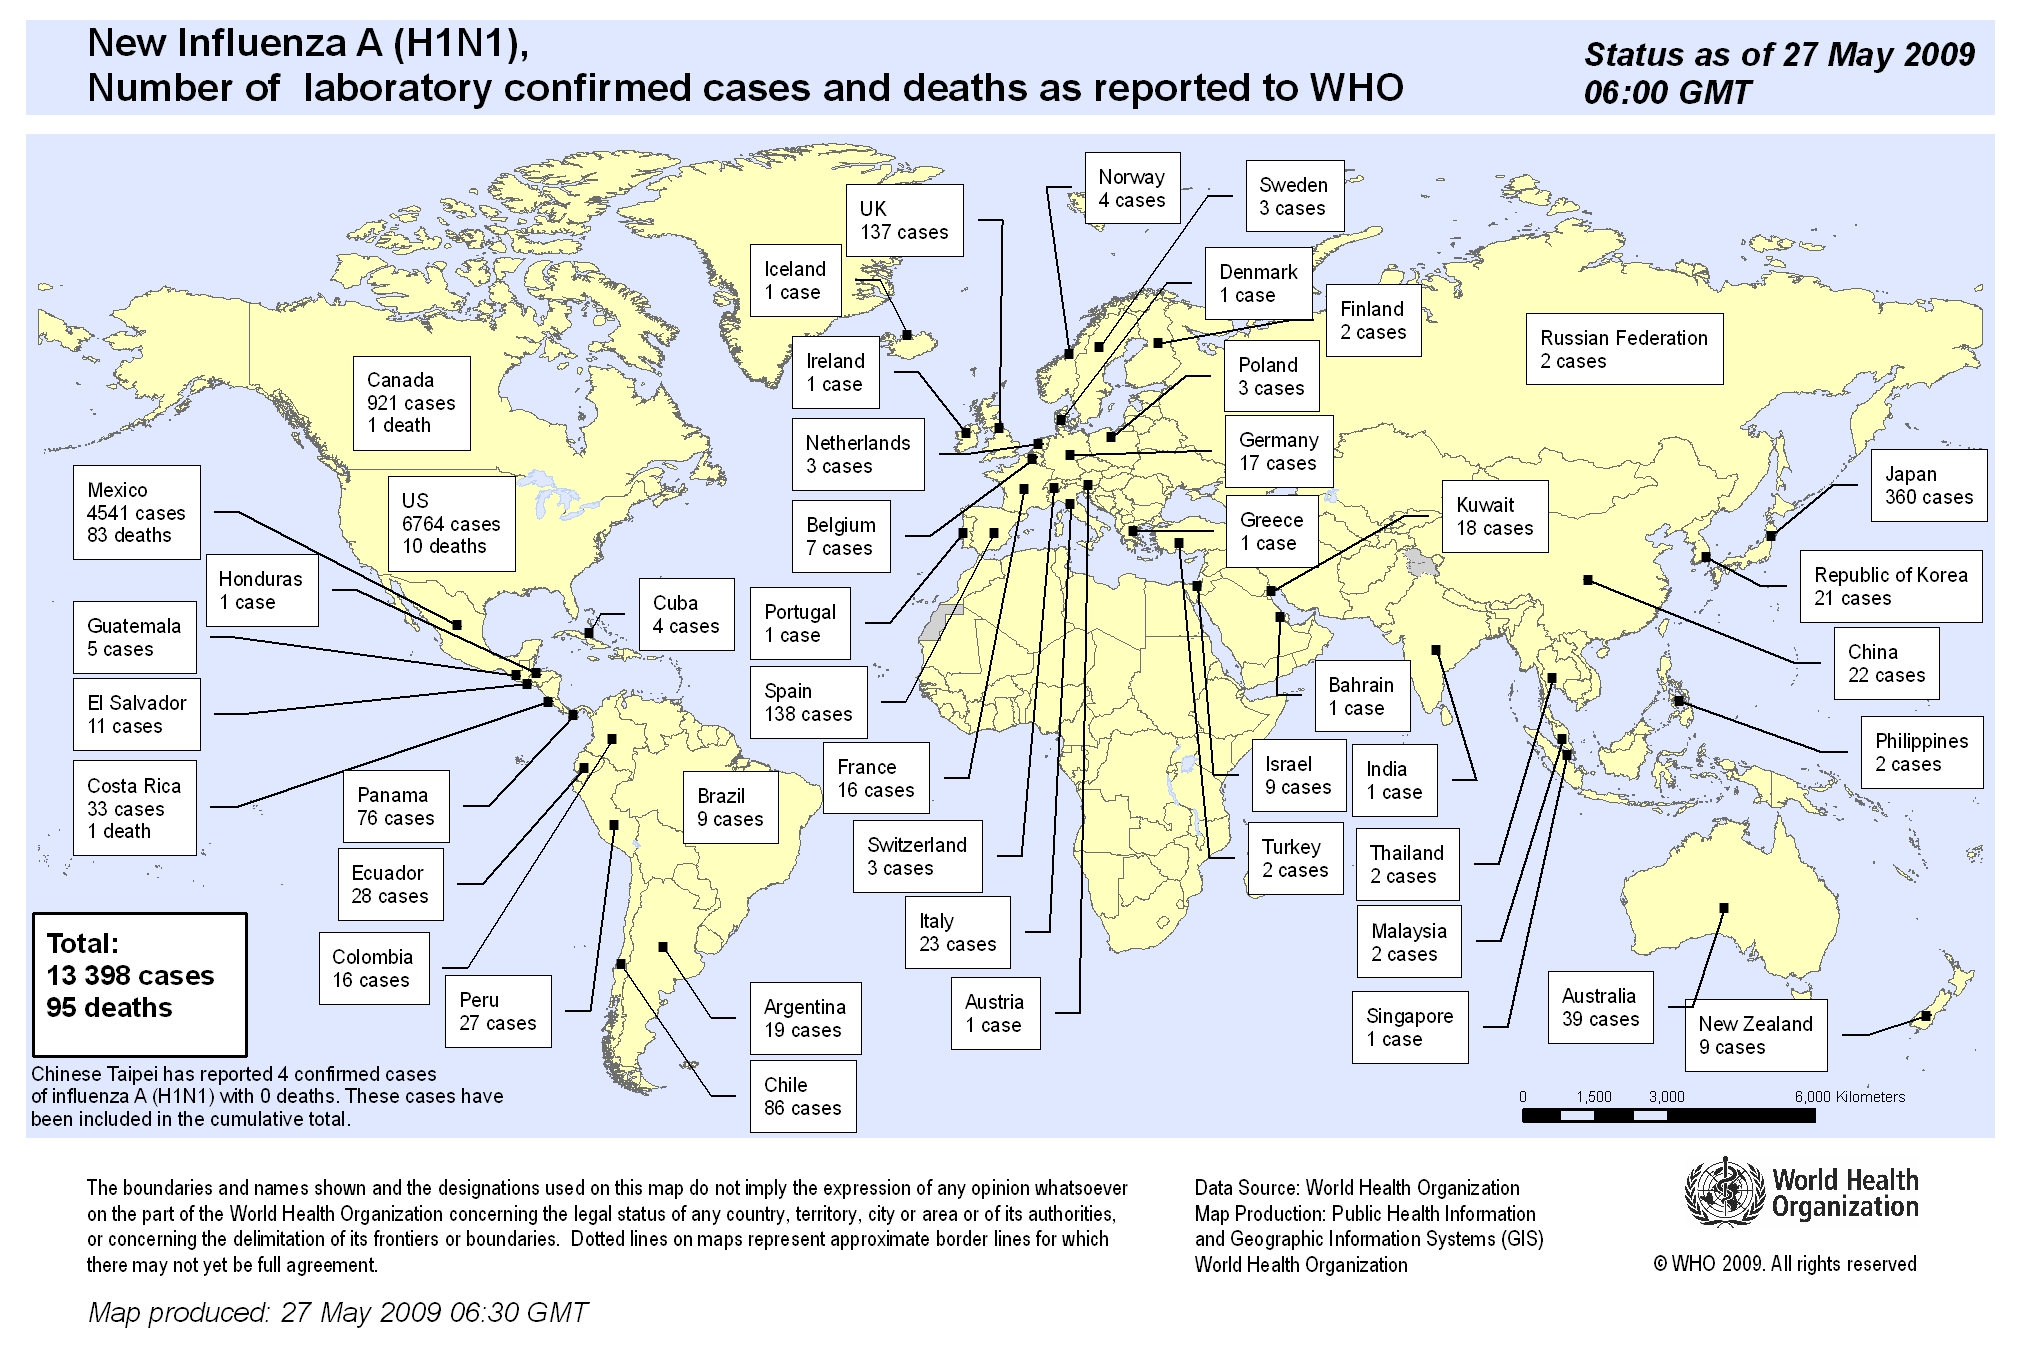 New Influenza A (H1N1),
Number of  laboratory confirmed cases and deaths as reported to WHO
Status as of 27 May 2009
06:00 GMT
Norway
4 cases
Sweden
3 cases
UK
137 cases
Iceland
1 case
Denmark
1 case
Finland
2 cases
Russian Federation
2 cases
Ireland
1 case
Poland
3 cases
Canada
921 cases
1 death
Netherlands
3 cases
Germany
17 cases
Japan
360 cases
Mexico
4541 cases
83 deaths
US
6764 cases
10 deaths
Belgium
7 cases
Greece
1 case
Kuwait
18 cases
Honduras
1 case
Cuba
4 cases
Portugal
1 case
Republic of Korea
21 cases
Guatemala
5 cases
China
22 cases
El Salvador
11 cases
Spain
138 cases
Bahrain
1 case
Philippines
2 cases
Costa Rica
33 cases
1 death
Panama
76 cases
Brazil
9 cases
France
16 cases
Israel
9 cases
India
1 case
Ecuador
28 cases
Switzerland
3 cases
Turkey
2 cases
Thailand
2 cases
Colombia
16 cases
Italy
23 cases
Malaysia
2 cases
Peru
27 cases
Argentina
19 cases
Austria
1 case
Singapore
1 case
Australia
39 cases
New Zealand
9 cases
Chile
86 cases
Total:
13 398 cases
95 deaths
Chinese Taipei has reported 4 confirmed cases
of influenza A (H1N1) with 0 deaths. These cases have
been included in the cumulative total.
0 1,500 3,000 6,000 Kilometers
The boundaries and names shown and the designations used on this map do not imply the expression of any opinion whatsoever
on the part of the World Health Organization concerning the legal status of any country, territory, city or area or of its authorities,
or concerning the delimitation of its frontiers or boundaries.  Dotted lines on maps represent approximate border lines for which
there may not yet be full agreement.
Data Source: World Health Organization
Map Production: Public Health Information
and Geographic Information Systems (GIS)
World Health Organization
World Health
Organization
© WHO 2009. All rights reserved
Map produced: 27 May 2009 06:30 GMT